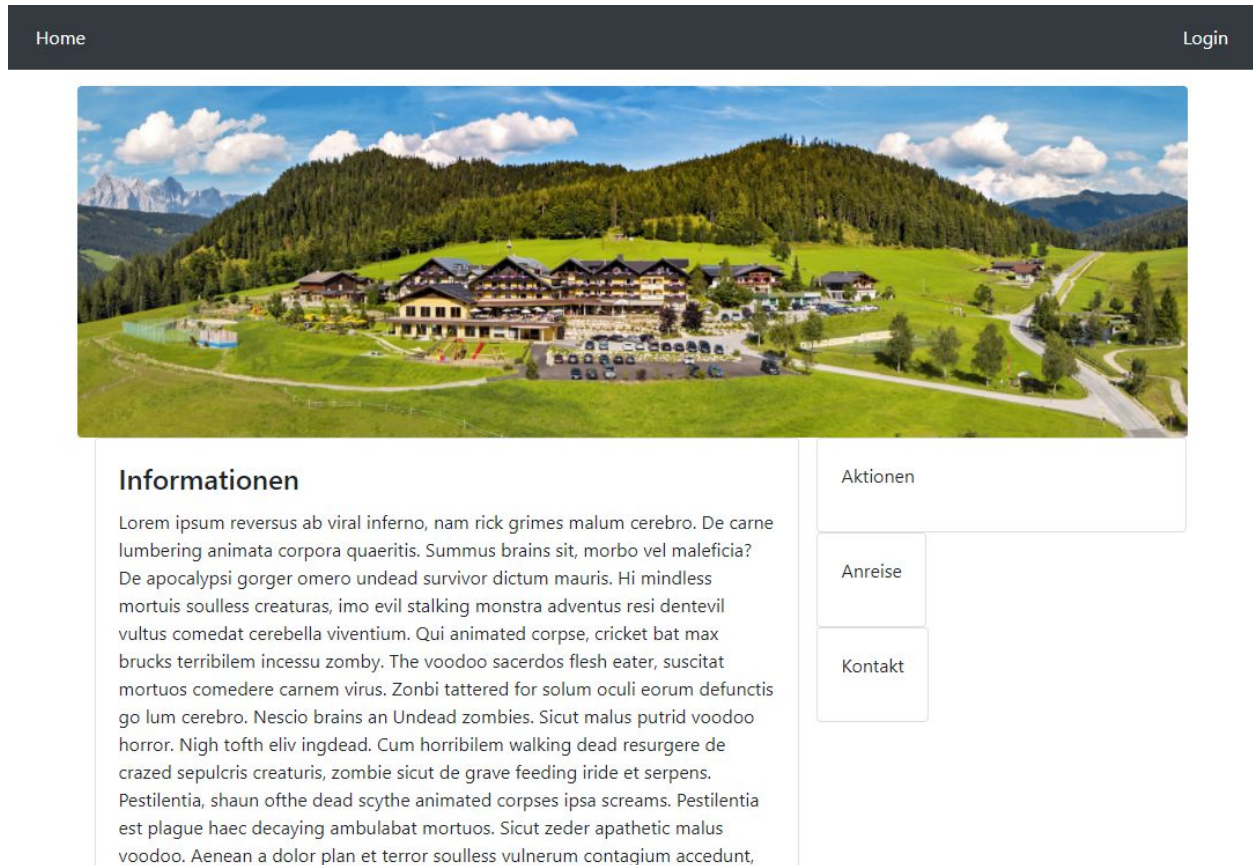 Home
Login
Informationen
Lorem ipsum reversus ab viral inferno, nam rick grimes malum cerebro. De carne
lumbering animata corpora quaeritis. Summus brains sit, morbo vel maleficia?
De apocalypsi gorger omero undead survivor dictum mauris. Hi mindless
mortuis soulless creaturas, imo evil stalking monstra adventus resi dentevil
vultus comedat cerebella viventium. Qui animated corpse, cricket bat max
brucks terribilem incessu zomby. The voodoo sacerdos flesh eater, suscitat
mortuos comedere carnem virus. Zonbi tattered for solum oculi eorum defunctis
go lum cerebro. Nescio brains an Undead zombies. Sicut malus putrid voodoo
horror. Nigh tofth eliv ingdead. Cum horribilem walking dead resurgere de
crazed sepulcris creaturis, zombie sicut de grave feeding iride et serpens.
Pestilentia, shaun ofthe dead scythe animated corpses ipsa screams. Pestilentia
est plague haec decaying ambulabat mortuos. Sicut zeder apathetic malus
voodoo. Aenean a dolor plan et terror soulless vulnerum contagium accedunt,
Aktionen
Anreise
Kontakt